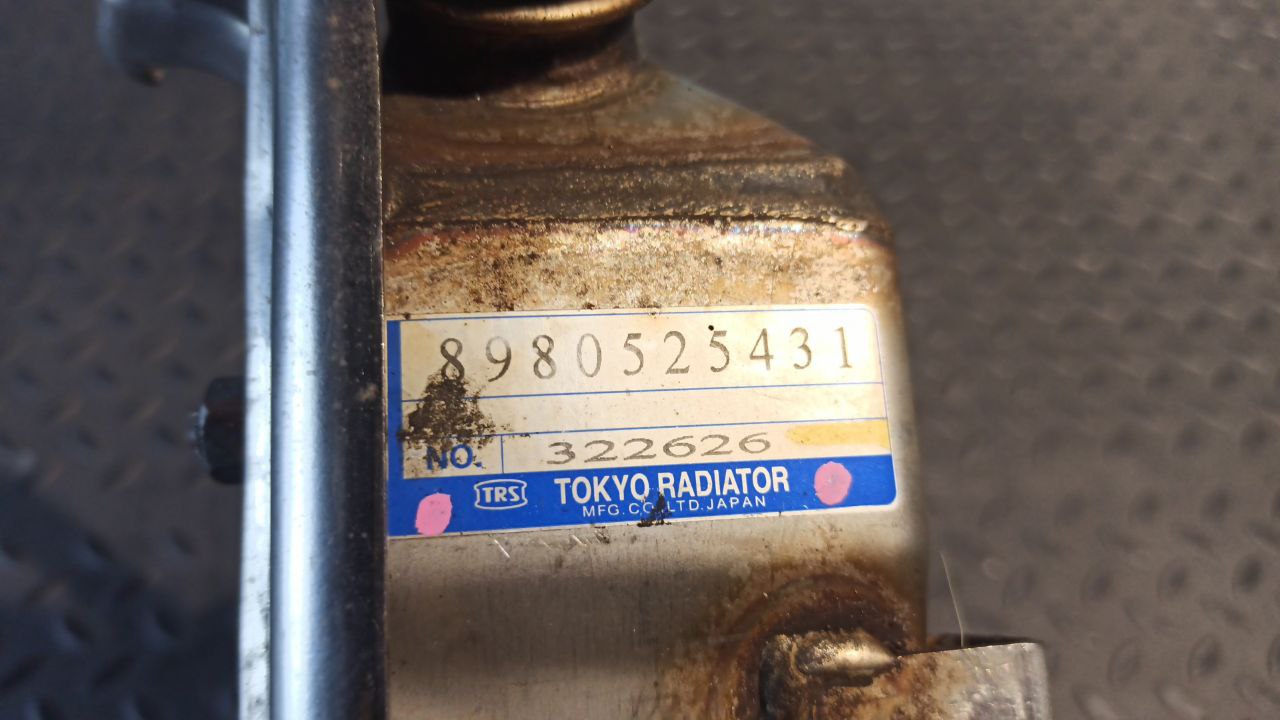 8980525431
NO. 322626
TRS TOKYO RADIATOR
MFG.CO.,LTD.JAPAN